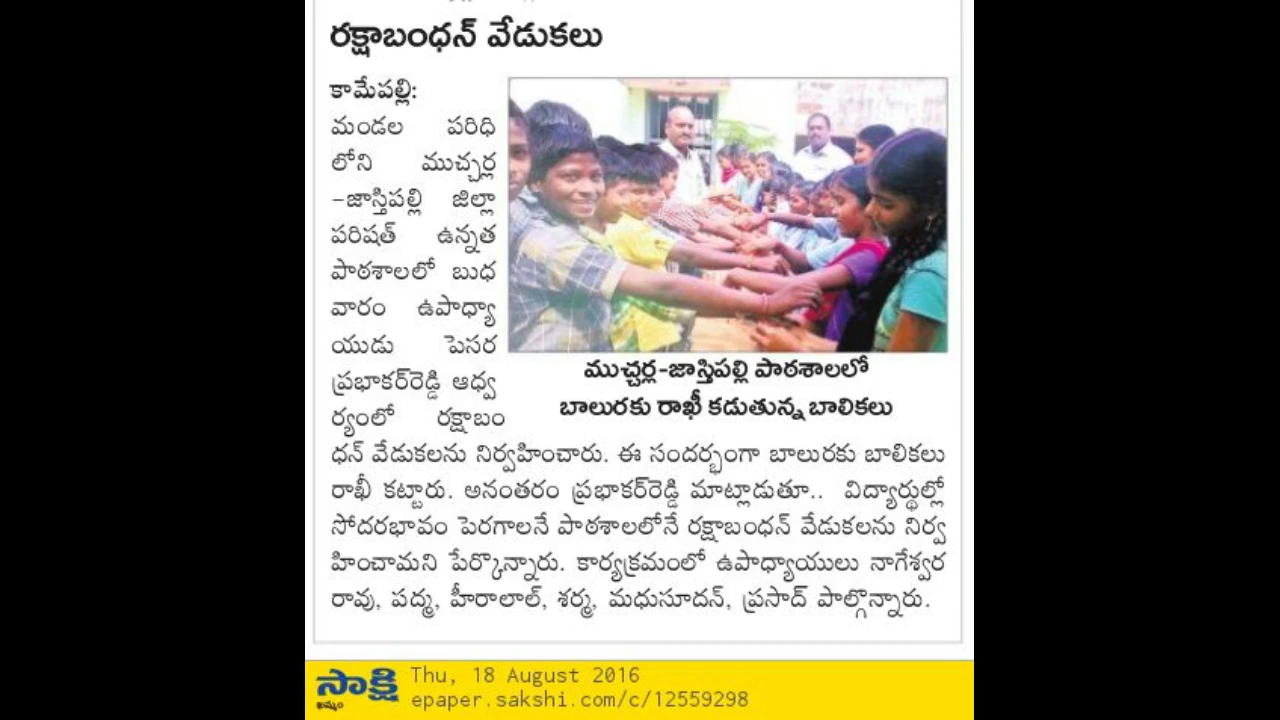 రక్షాబంధన్ వేడుకలు
కామేపల్లి:
మండల పరిధి
లోని ముచ్చర్ల
-జాస్తిపల్లి జిల్లా
పరిషత్ ఉన్నత
పాఠశాలలో బుధ
వారం ఉపాధ్యా
యుడు పెసర
ప్రభాకర్‌రెడ్డి ఆధ్వ
ర్యంలో రక్షాబం
ధన్ వేడుకలను నిర్వహించారు. ఈ సందర్భంగా బాలురకు బాలికలు
రాఖీ కట్టారు. అనంతరం ప్రభాకర్‌రెడ్డి మాట్లాడుతూ.. విద్యార్థుల్లో
సోదరభావం పెరగాలనే పాఠశాలలోనే రక్షాబంధన్ వేడుకలను నిర్వ
హించామని పేర్కొన్నారు. కార్యక్రమంలో ఉపాధ్యాయులు నాగేశ్వర
రావు, పద్మ, హీరాలాల్, శర్మ, మధుసూదన్, ప్రసాద్ పాల్గొన్నారు.
ముచ్చర్ల-జాస్తిపల్లి పాఠశాలలో
బాలురకు రాఖీ కడుతున్న బాలికలు
సాక్షి
ఖమ్మం
Thu, 18 August 2016
epaper.sakshi.com/c/12559298